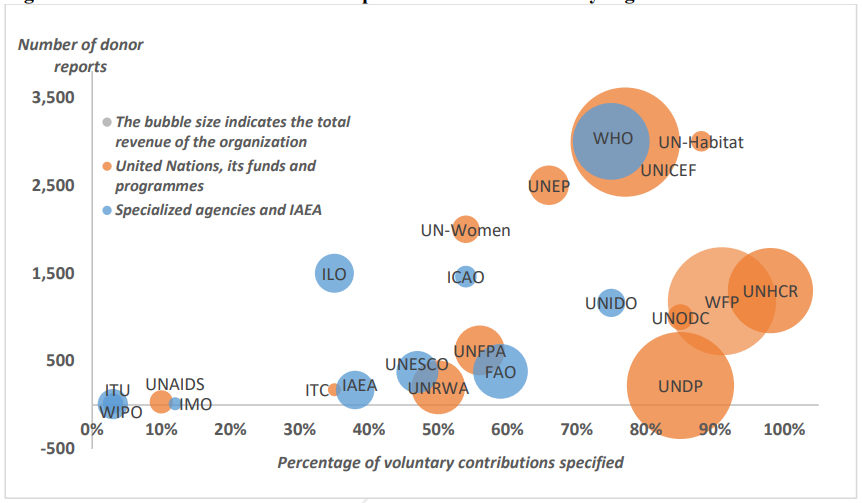 Number of donor
reports
3,500
The bubble size indicates the total
revenue of the organization
United Nations, its funds and
programmes
Specialized agencies and IAEA
WHO
UN-Habitat
UNICEF
2,500
UNEP
UN-Women
1,500
ILO
ICAO
UNIDO
UNHCR
WFP
UNODC
500
UNFPA
UNESCO
FAO
ITU
UNAIDS
ITC
IAEA
UNRWA
UNDP
WIPO
IMO
-500
0% 10% 20% 30% 40% 50% 60% 70% 80% 90% 100%
Percentage of voluntary contributions specified